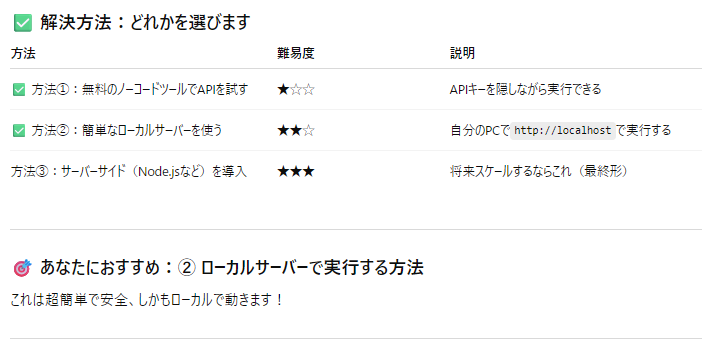 ✅ 解決方法：どれかを選びます
方法 難易度 説明
✅ 方法①：無料のノーコードツールでAPIを試す ★☆☆ APIキーを隠しながら実行できる
✅ 方法②：簡単なローカルサーバーを使う ★★☆ 自分のPCで http://localhost で実行する
方法③：サーバーサイド（Node.jsなど）を導入 ★★★ 将来スケールするならこれ（最終形）
🎯 あなたにおすすめ：② ローカルサーバーで実行する方法
これは超簡単で安全、しかもローカルで動きます！